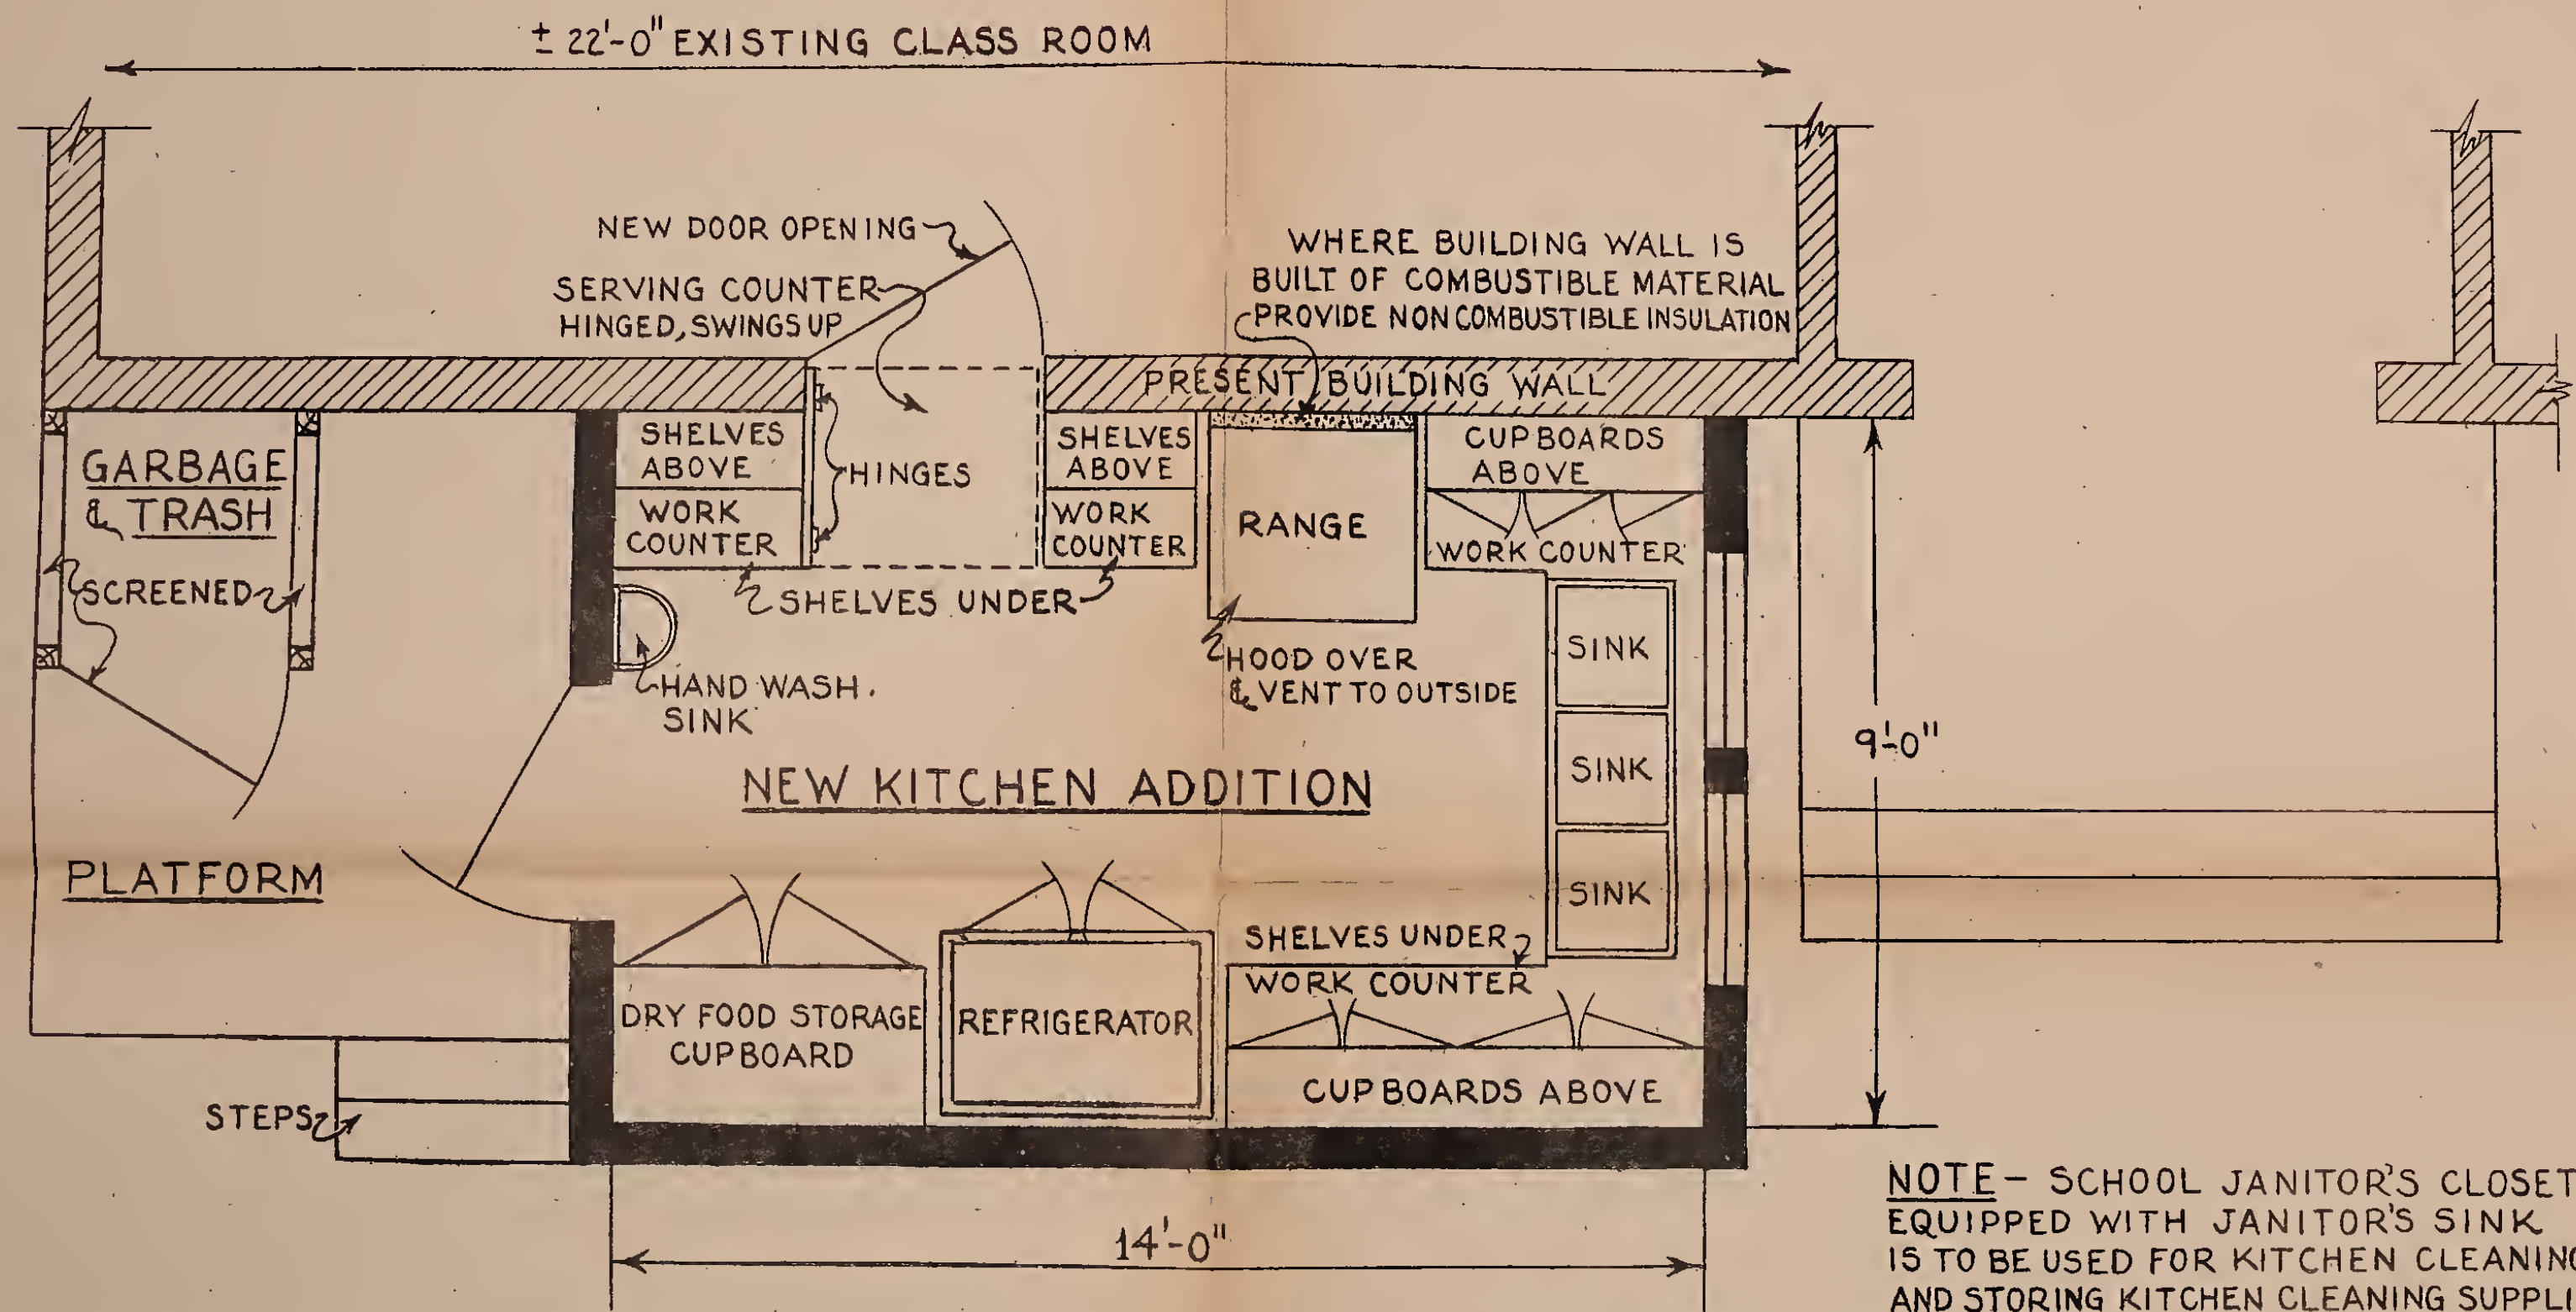 ± 22'-0" EXISTING CLASS ROOM
NEW DOOR OPENING
SERVING COUNTER
HINGED, SWINGS UP
WHERE BUILDING WALL IS
BUILT OF COMBUSTIBLE MATERIAL
PROVIDE NON COMBUSTIBLE INSULATION
PRESENT BUILDING WALL
GARBAGE
& TRASH
SCREENED
SHELVES
ABOVE
WORK
COUNTER
HINGES
SHELVES
ABOVE
WORK
COUNTER
SHELVES UNDER
RANGE
CUPBOARDS
ABOVE
WORK COUNTER
HAND WASH.
SINK
HOOD OVER
& VENT TO OUTSIDE
SINK
SINK
SINK
9'-0"
NEW KITCHEN ADDITION
PLATFORM
SHELVES UNDER
WORK COUNTER
DRY FOOD STORAGE
CUPBOARD
REFRIGERATOR
CUPBOARDS ABOVE
STEPS
14'-0"
NOTE - SCHOOL JANITOR'S CLOSET
EQUIPPED WITH JANITOR'S SINK
IS TO BE USED FOR KITCHEN CLEANING
AND STORING KITCHEN CLEANING SUPPLI